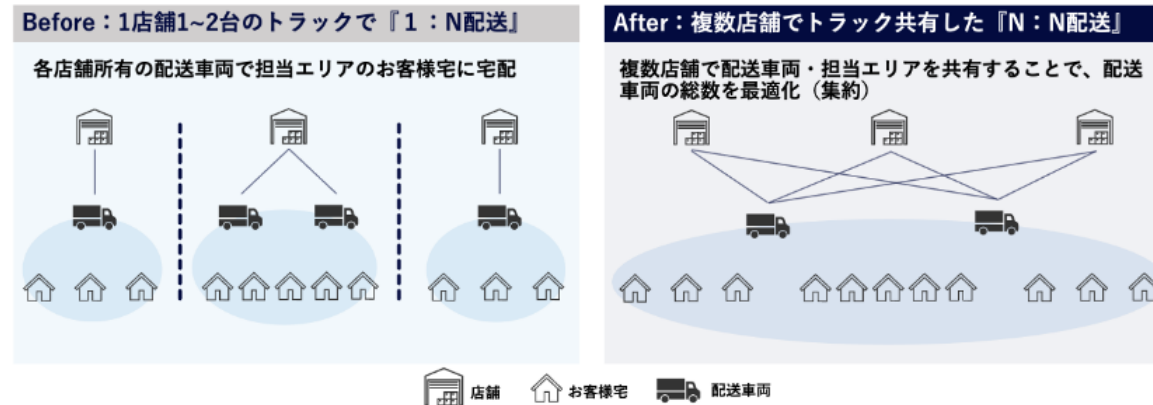 Before：1店舗1~2台のトラックで『１：N配送』
各店舗所有の配送車両で担当エリアのお客様宅に宅配
After：複数店舗でトラック共有した『N：N配送』
複数店舗で配送車両・担当エリアを共有することで、配送
車両の総数を最適化（集約）
店舗
お客様宅
配送車両